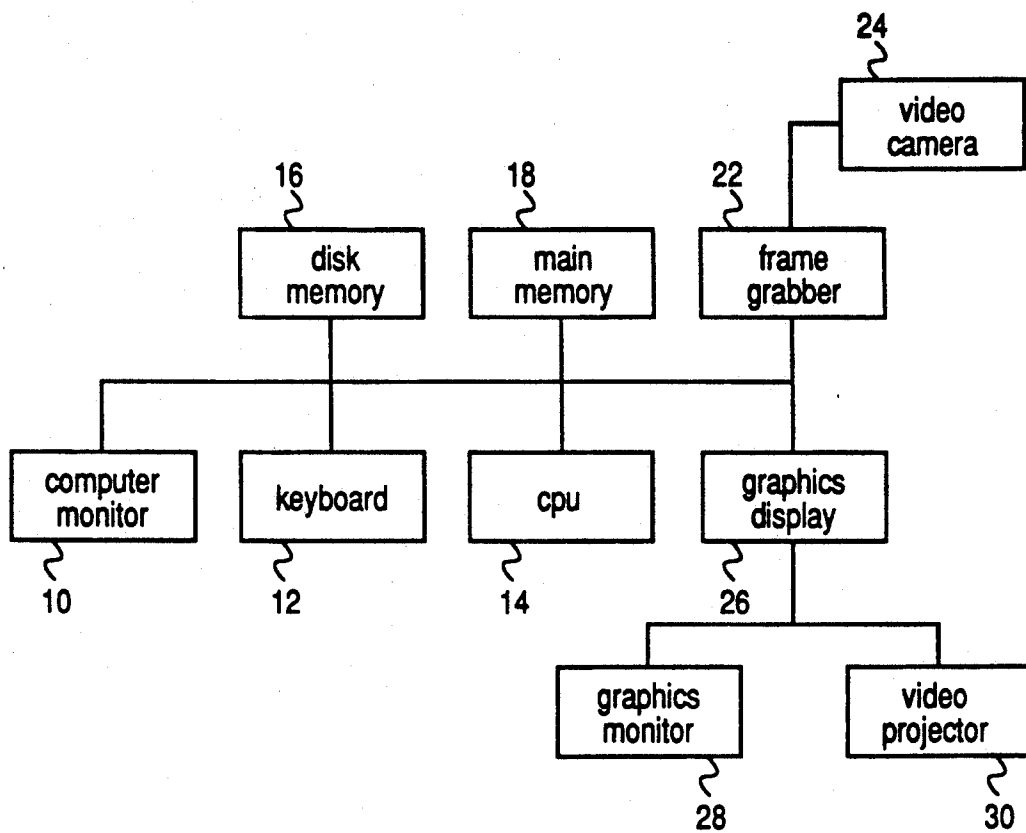 24
video
camera
16
18
22
disk
memory
main
memory
frame
grabber
computer
monitor
keyboard
cpu
graphics
display
10
12
14
26
graphics
monitor
video
projector
28
30